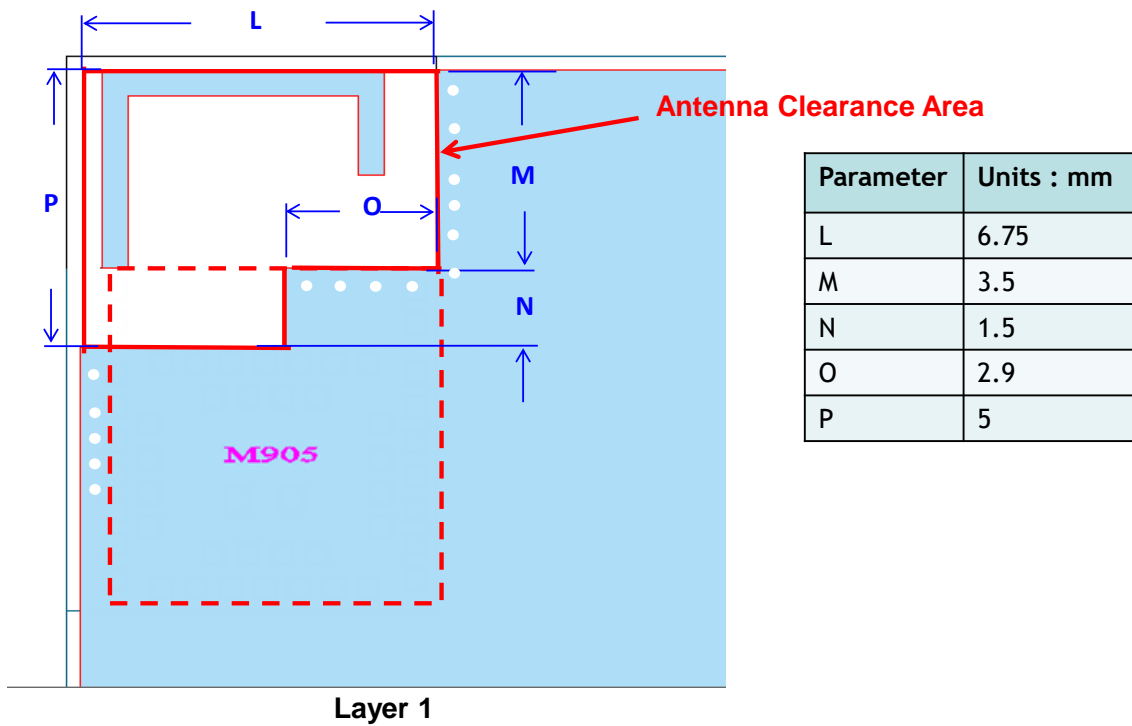 L
Antenna Clearance Area
M
P
O
N
M905
Parameter Units : mm
L 6.75
M 3.5
N 1.5
O 2.9
P 5
Layer 1